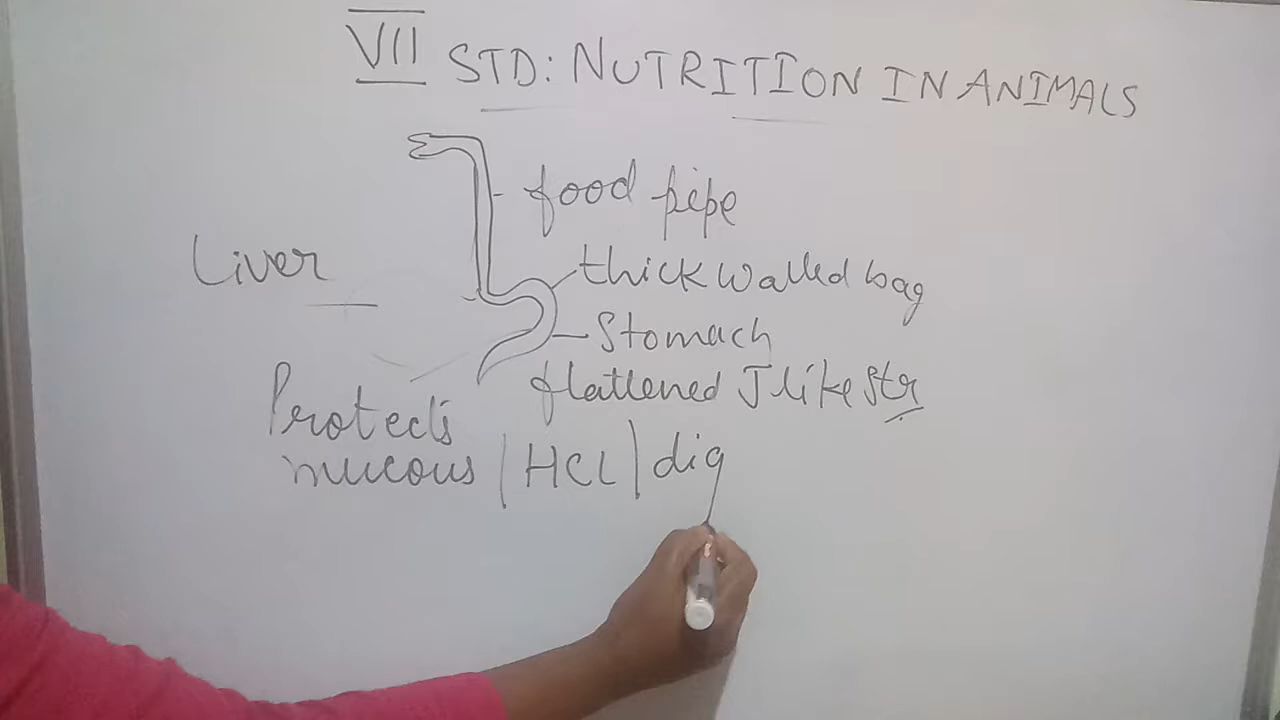 VII STD: NUTRITION IN ANIMALS
food pipe
Liver
thick walled bag
Stomach
flattened J like str
Protects
mucous | HCL | dig